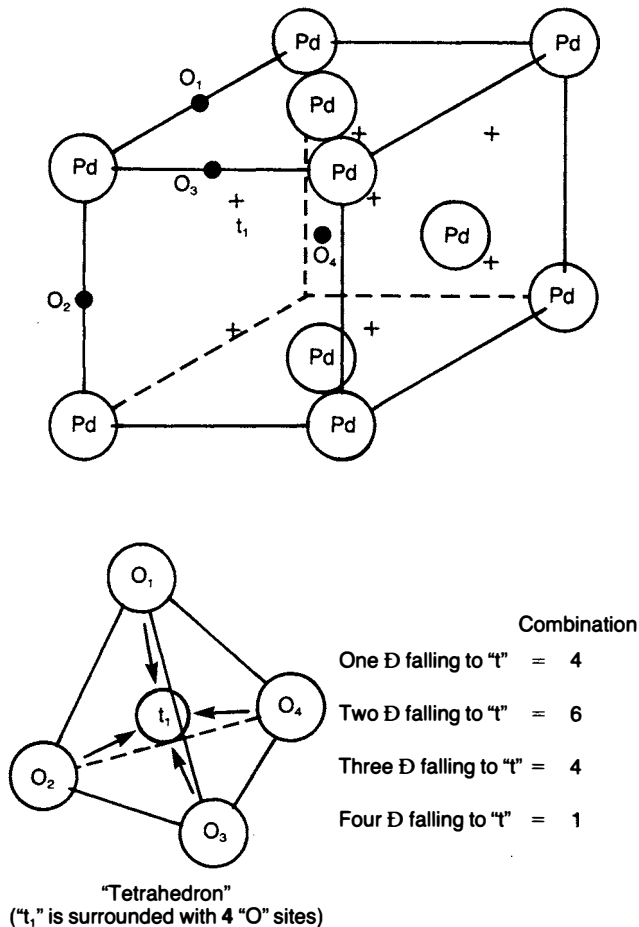 Pd
Pd
O₁
Pd
Pd
Pd
O₃
t₁
Pd
O₄
O₂
Pd
Pd
Pd
Pd
O₁
Combination
One Đ falling to “t” = 4
t₁
O₄
Two Đ falling to “t” = 6
O₂
Three Đ falling to “t” = 4
O₃
Four Đ falling to “t” = 1
“Tetrahedron”
(“t₁” is surrounded with 4 “O” sites)